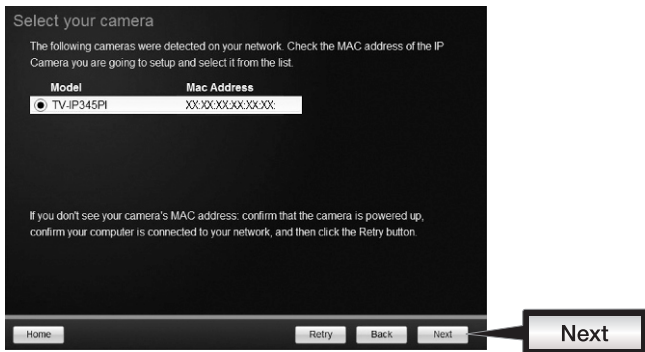 Select your camera
The following cameras were detected on your network. Check the MAC address of the IP
Camera you are going to setup and select it from the list.
Model Mac Address
TV-IP345PI XX:XX:XX:XX:XX:XX:
If you don't see your camera's MAC address: confirm that the camera is powered up,
confirm your computer is connected to your network, and then click the Retry button.
Home Retry Back Next
Next